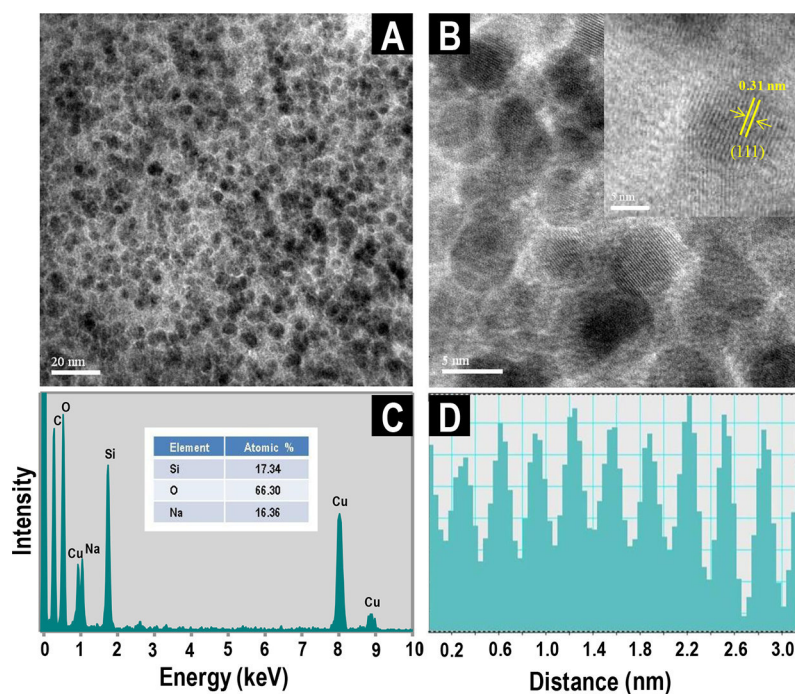 A
20 nm
B
0.31 nm
(111)
5 nm
C
Intensity
C
O
Cu
Na
Si
Cu
Cu
Element Atomic %
Si 17.34
O 66.30
Na 16.36
0 1 2 3 4 5 6 7 8 9 10
Energy (keV)
D
0.2 0.6 1.0 1.4 1.8 2.2 2.6 3.0
Distance (nm)